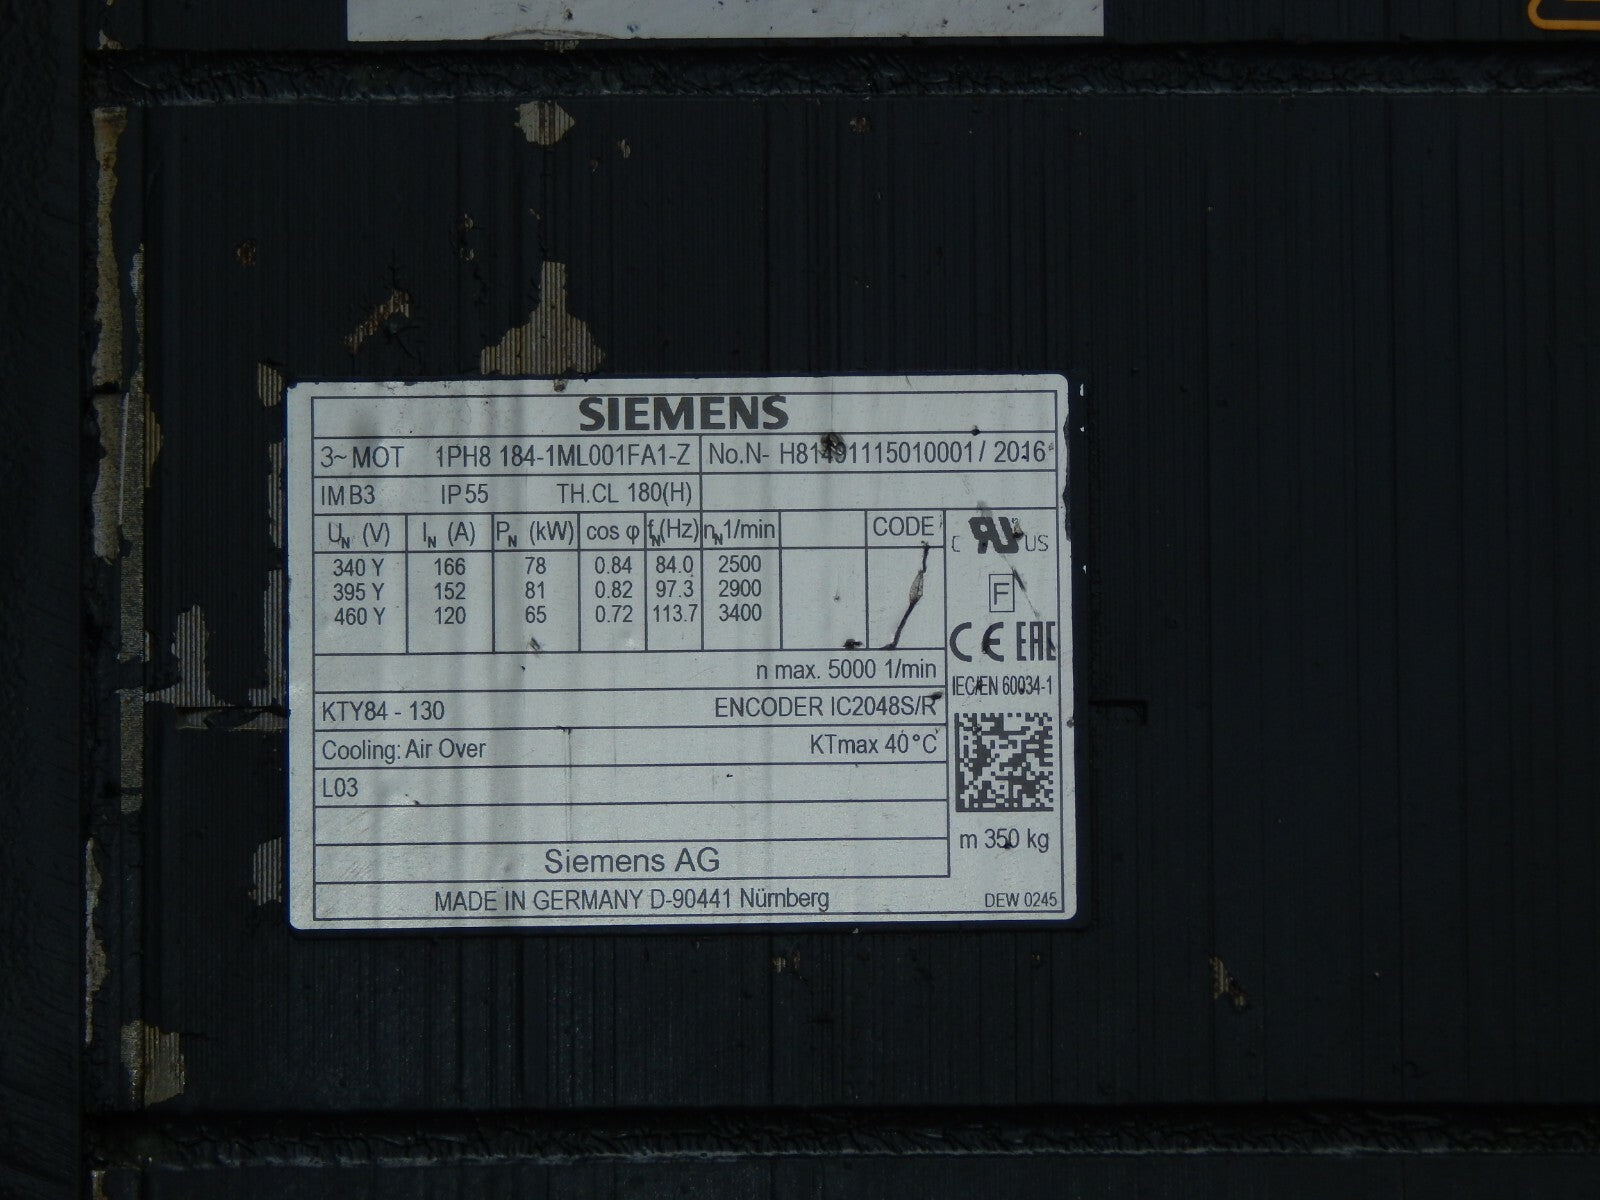 SIEMENS
3~ MOT 1PH8 184-1ML001FA1-Z No.N- H81491115010001 / 2016
IM B3 IP 55 TH.CL 180(H)
UN (V) IN (A) PN (kW) cos φ fN(Hz) nN 1/min CODE
340 Y 166 78 0.84 84.0 2500
395 Y 152 81 0.82 97.3 2900
460 Y 120 65 0.72 113.7 3400
C RU US
F
CE EAC
n max. 5000 1/min
IEC/EN 60034-1
KTY84 - 130 ENCODER IC2048S/R
Cooling: Air Over KTmax 40°C
L03
m 350 kg
Siemens AG
MADE IN GERMANY D-90441 Nürnberg
DEW 0245